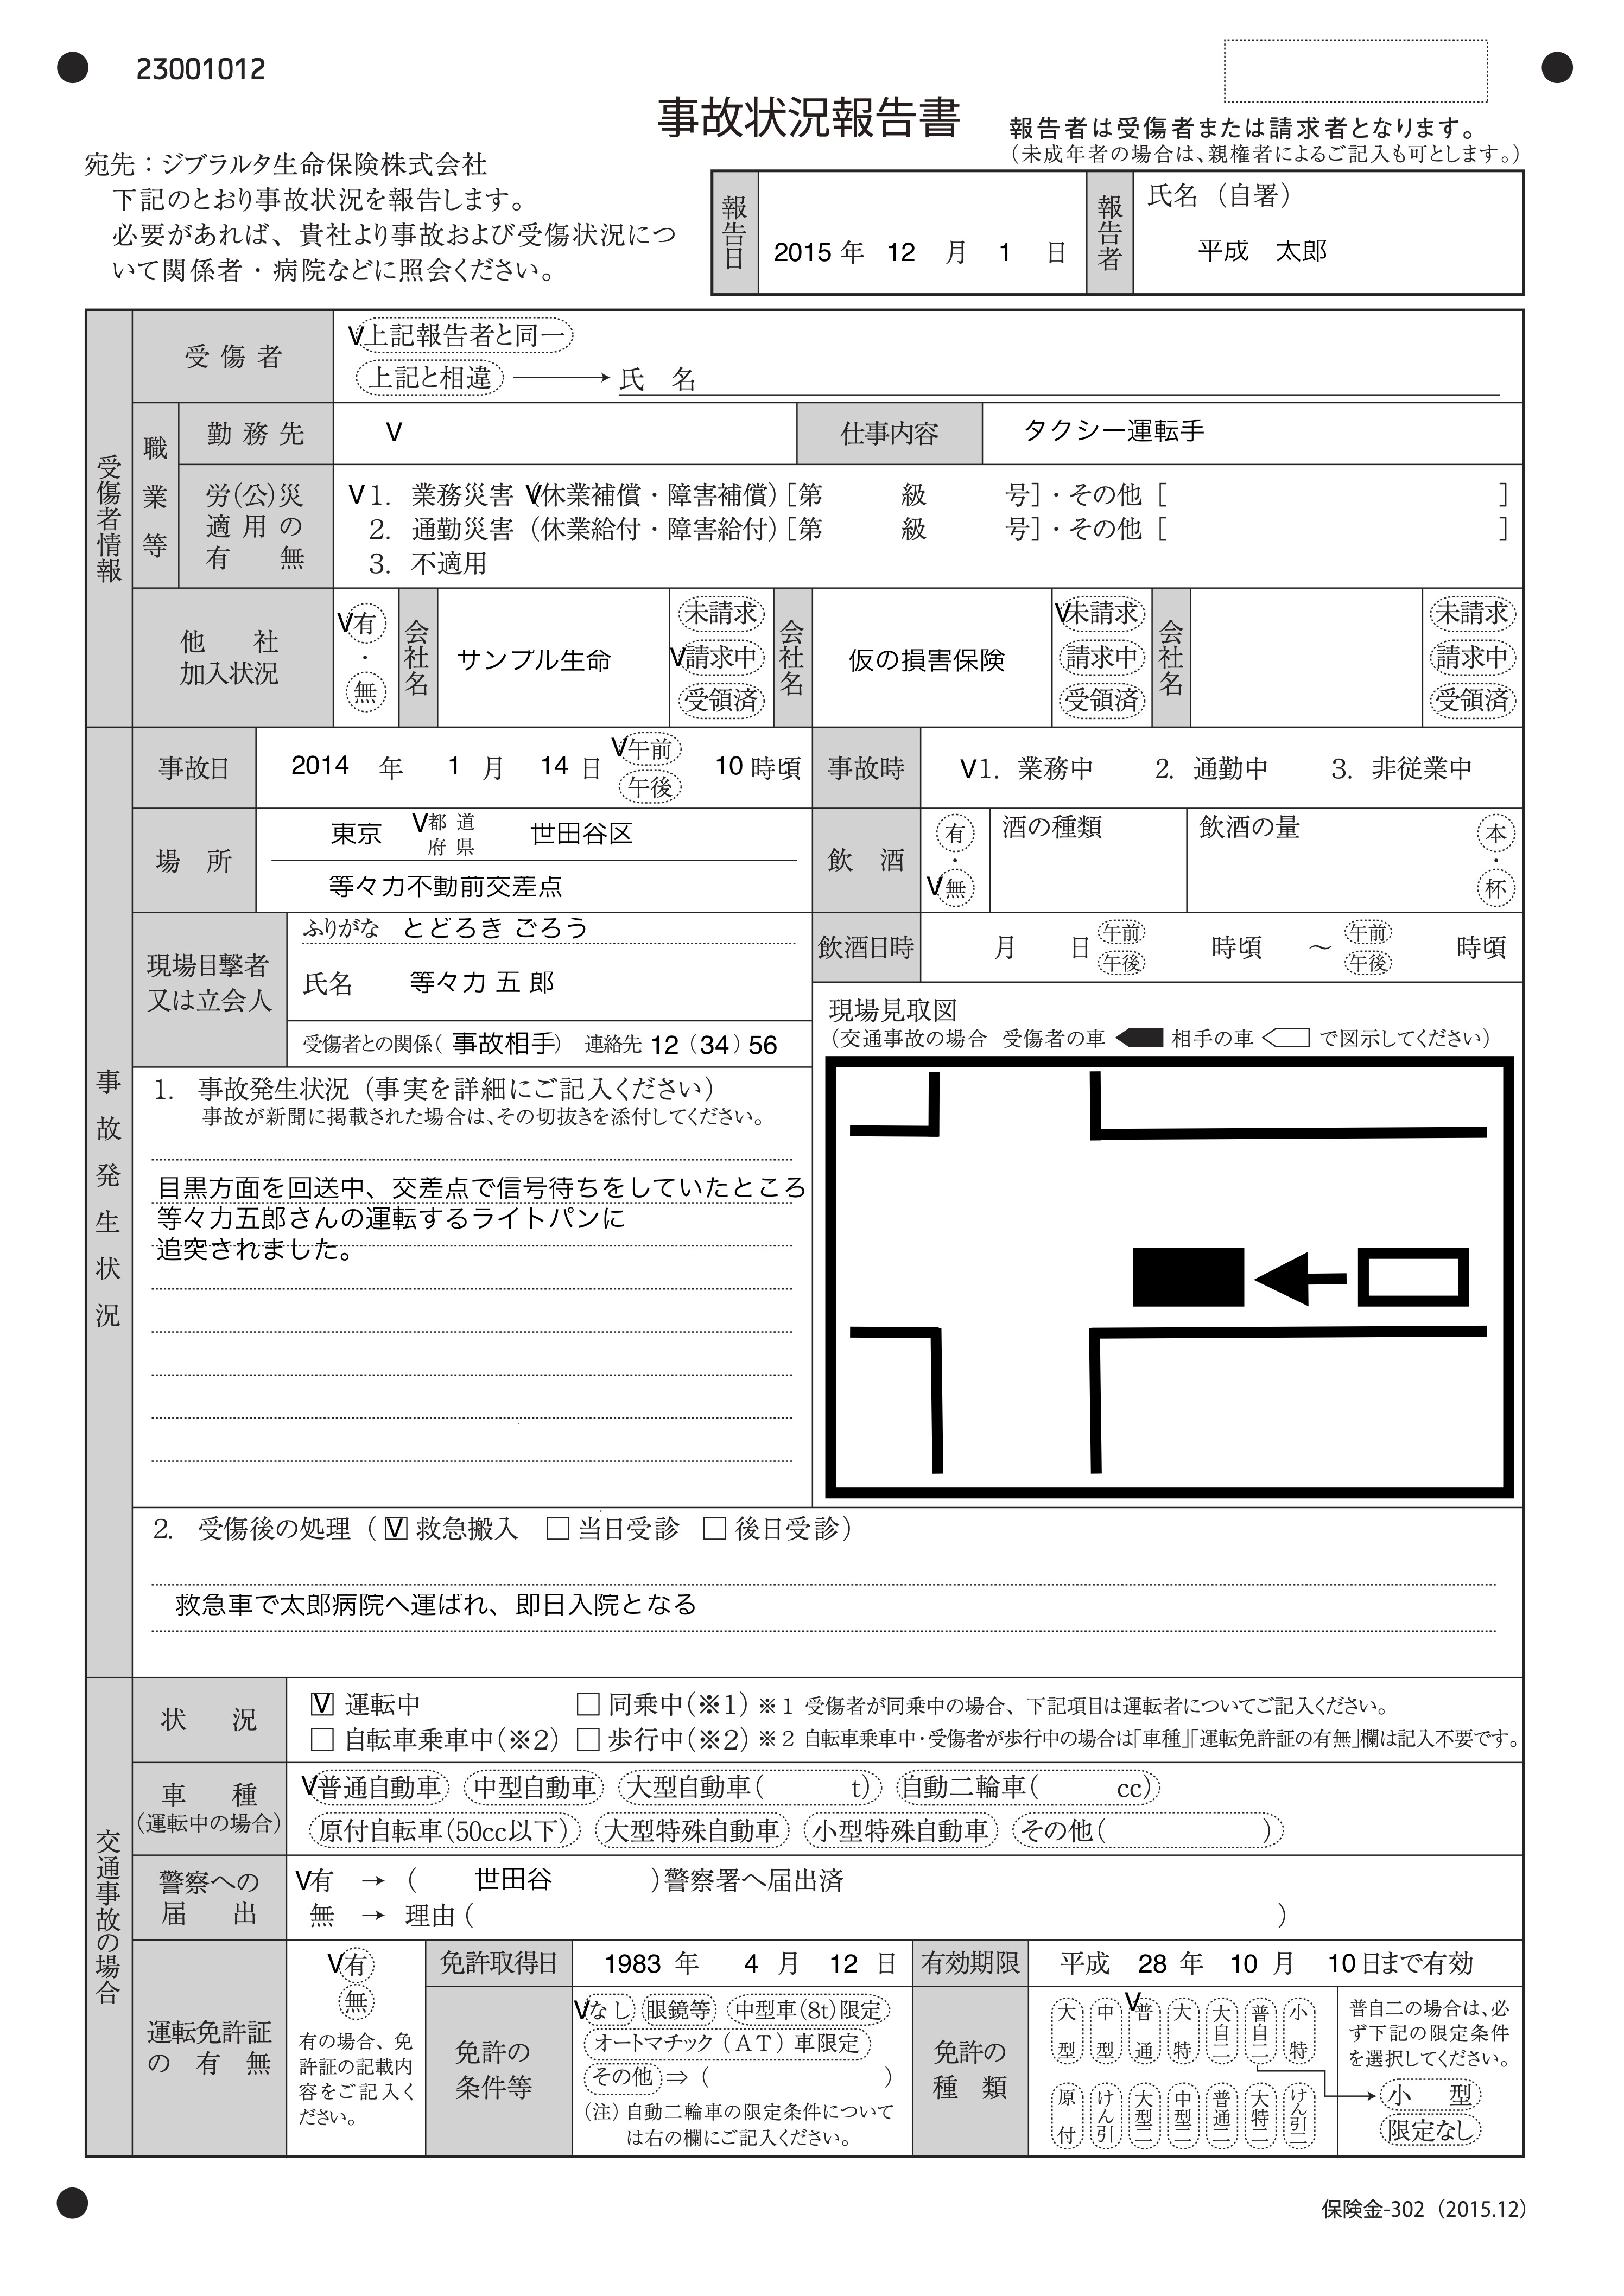 23001012
事故状況報告書
報告者は受傷者または請求者となります。
（未成年者の場合は、親権者によるご記入も可とします。）
宛先：ジブラルタ生命保険株式会社
下記のとおり事故状況を報告します。
必要があれば、貴社より事故および受傷状況につ
いて関係者・病院などに照会ください。
報告日 2015 年 12 月 1 日
報告者 氏名（自署）
平成 太郎
受傷者情報
受傷者
V上記報告者と同一
上記と相違 → 氏 名
職業等
勤務先 V 仕事内容 タクシー運転手
労(公)災適用の有無
V 1. 業務災害 V(休業補償・障害補償)［第 級 号］・その他［ ］
2. 通勤災害（休業給付・障害給付)［第 級 号］・その他［ ］
3. 不適用
他社加入状況
V有・無
会社名 サンプル生命 未請求 V請求中 受領済
会社名 仮の損害保険 V未請求 請求中 受領済
会社名 未請求 請求中 受領済
事故発生状況
事故日 2014 年 1 月 14 日 V午前 午後 10 時頃
事故時 V 1. 業務中 2. 通勤中 3. 非従業中
場所 東京 V都道府県 世田谷区
等々力不動前交差点
飲酒 有・V無 酒の種類 飲酒の量 本・杯
現場目撃者又は立会人
ふりがな とどろき ごろう
氏名 等々力 五 郎
受傷者との関係（事故相手） 連絡先 12（34）56
飲酒日時 月 日 午前 午後 時頃 ～ 午前 午後 時頃
現場見取図
（交通事故の場合 受傷者の車 相手の車 で図示してください）
1. 事故発生状況（事実を詳細にご記入ください）
事故が新聞に掲載された場合は、その切抜きを添付してください。
目黒方面を回送中、交差点で信号待ちをしていたところ
等々力五郎さんの運転するライトバンに
追突されました。
2. 受傷後の処理（ V 救急搬入 □ 当日受診 □ 後日受診）
救急車で太郎病院へ運ばれ、即日入院となる
交通事故の場合
状況
V 運転中 □ 同乗中(※1) ※1 受傷者が同乗中の場合、下記項目は運転者についてご記入ください。
□ 自転車乗車中(※2) □ 歩行中(※2) ※2 自転車乗車中・受傷者が歩行中の場合は「車種」「運転免許証の有無」欄は記入不要です。
車種
（運転中の場合）
V普通自動車 中型自動車 大型自動車( t) 自動二輪車( cc)
原付自転車(50cc以下) 大型特殊自動車 小型特殊自動車 その他( )
警察への届出
V有 → （ 世田谷 ）警察署へ届出済
無 → 理由（ ）
運転免許証の有無
V有
無
有の場合、免
許証の記載内
容をご記入く
ださい。
免許取得日 1983 年 4 月 12 日
有効期限 平成 28 年 10 月 10 日まで有効
免許の条件等
Vなし 眼鏡等 中型車(8t)限定
オートマチック（AT）車限定
その他 ⇒（ ）
（注）自動二輪車の限定条件について
は右の欄にご記入ください。
免許の種類
大型 中型 V普通 大特 大自二 普自二 小特
原付 けん引 大型二 中型二 普通二 大特二 けん引二
普自二の場合は、必
ず下記の限定条件
を選択してください。
小型
限定なし
保険金-302（2015.12）